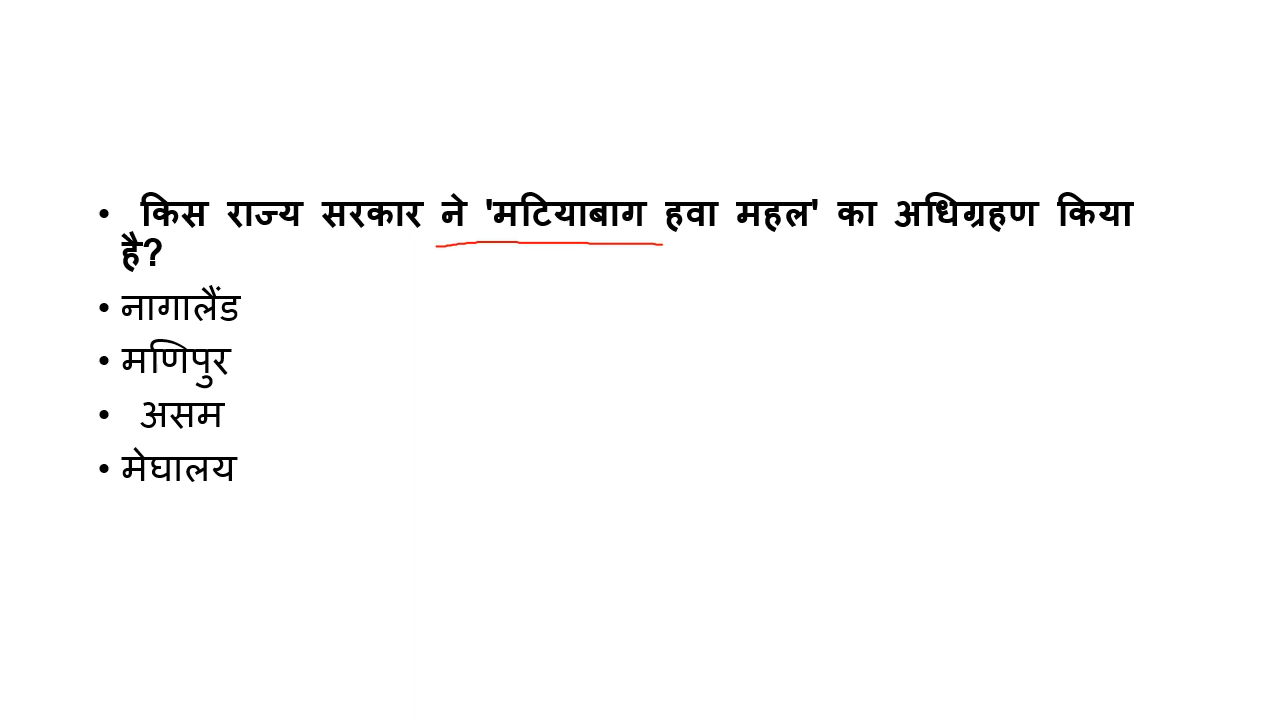 • किस राज्य सरकार ने 'मटियाबाग हवा महल' का अधिग्रहण किया
है?
• नागालैंड
• मणिपुर
• असम
• मेघालय